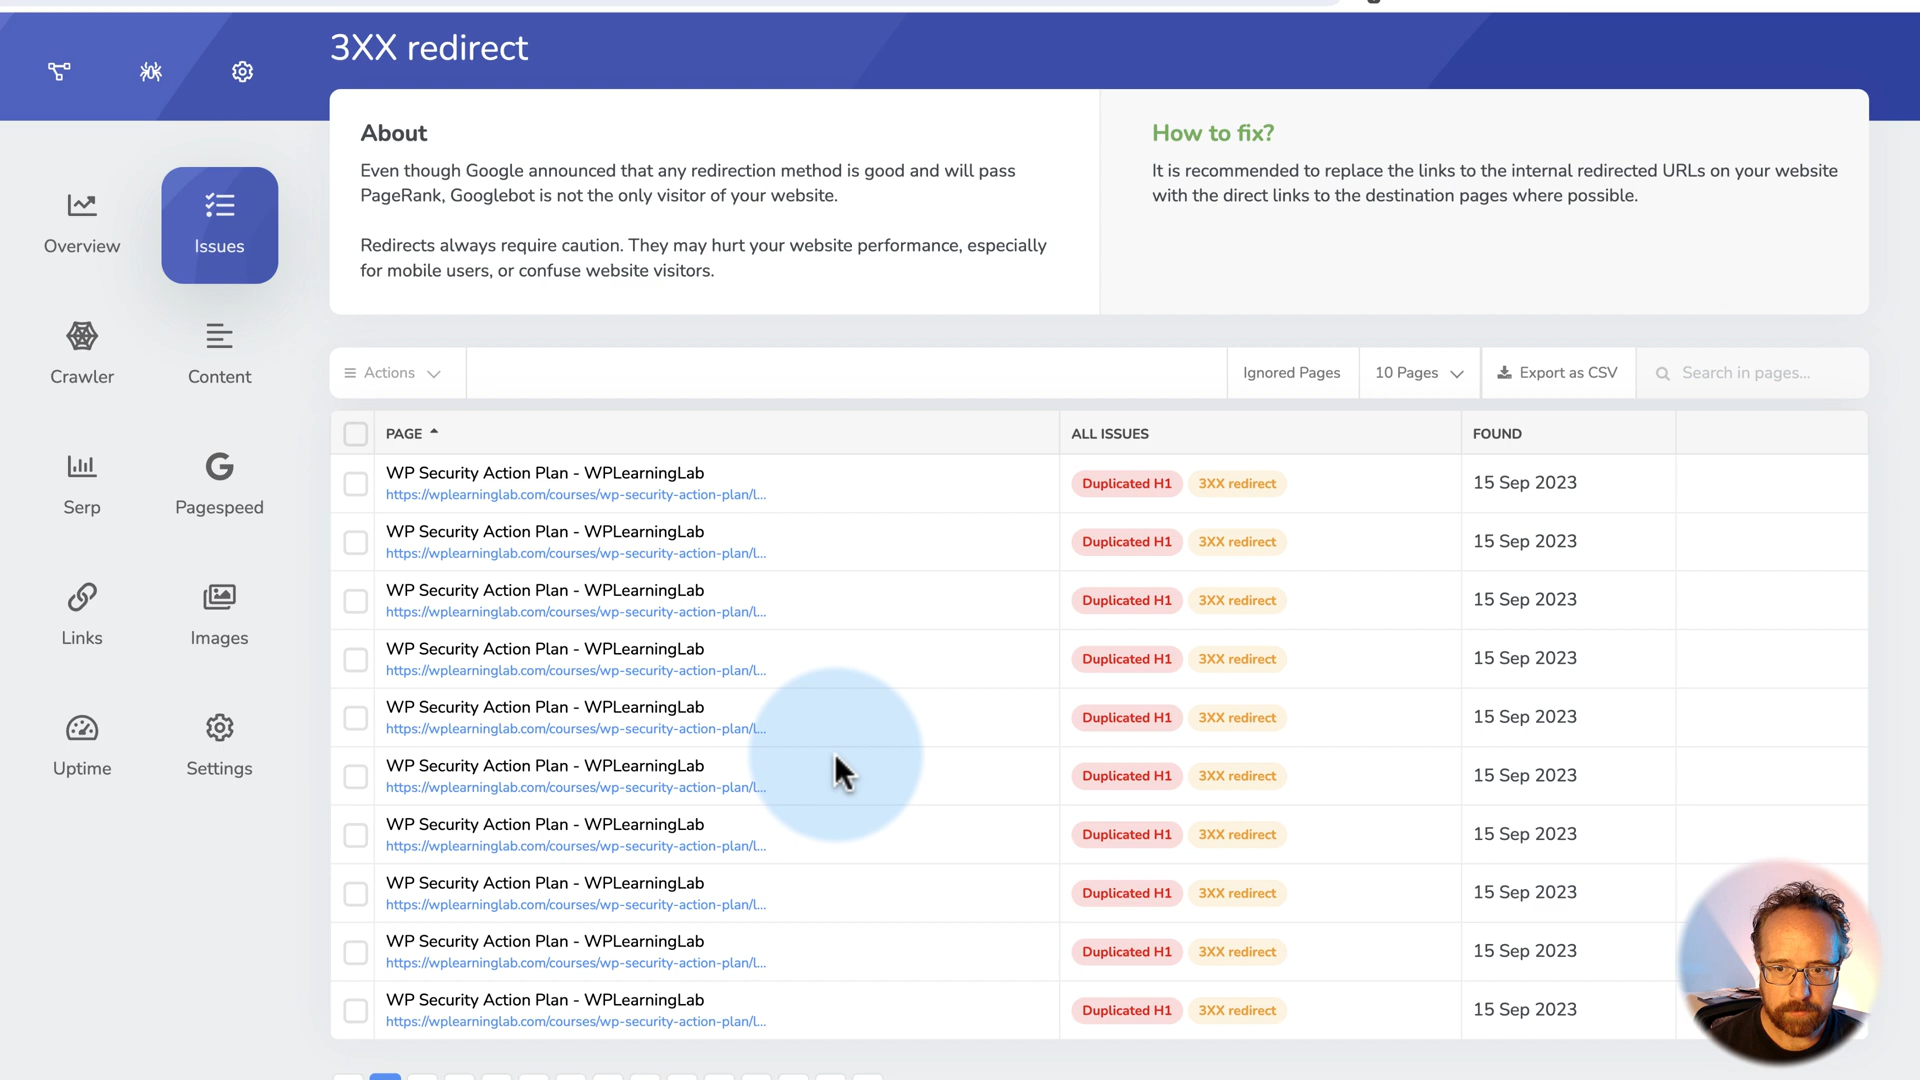 3XX redirect
About
Even though Google announced that any redirection method is good and will pass
PageRank, Googlebot is not the only visitor of your website.
Redirects always require caution. They may hurt your website performance, especially
for mobile users, or confuse website visitors.
How to fix?
It is recommended to replace the links to the internal redirected URLs on your website
with the direct links to the destination pages where possible.
Overview
Issues
Crawler
Content
Serp
Pagespeed
Links
Images
Uptime
Settings
Actions
Ignored Pages
10 Pages
Export as CSV
Search in pages...
PAGE
ALL ISSUES
FOUND
WP Security Action Plan - WPLearningLab
https://wplearninglab.com/courses/wp-security-action-plan/l...
Duplicated H1
3XX redirect
15 Sep 2023
WP Security Action Plan - WPLearningLab
https://wplearninglab.com/courses/wp-security-action-plan/l...
Duplicated H1
3XX redirect
15 Sep 2023
WP Security Action Plan - WPLearningLab
https://wplearninglab.com/courses/wp-security-action-plan/l...
Duplicated H1
3XX redirect
15 Sep 2023
WP Security Action Plan - WPLearningLab
https://wplearninglab.com/courses/wp-security-action-plan/l...
Duplicated H1
3XX redirect
15 Sep 2023
WP Security Action Plan - WPLearningLab
https://wplearninglab.com/courses/wp-security-action-plan/l...
Duplicated H1
3XX redirect
15 Sep 2023
WP Security Action Plan - WPLearningLab
https://wplearninglab.com/courses/wp-security-action-plan/l...
Duplicated H1
3XX redirect
15 Sep 2023
WP Security Action Plan - WPLearningLab
https://wplearninglab.com/courses/wp-security-action-plan/l...
Duplicated H1
3XX redirect
15 Sep 2023
WP Security Action Plan - WPLearningLab
https://wplearninglab.com/courses/wp-security-action-plan/l...
Duplicated H1
3XX redirect
15 Sep 2023
WP Security Action Plan - WPLearningLab
https://wplearninglab.com/courses/wp-security-action-plan/l...
Duplicated H1
3XX redirect
15 Sep 2023
WP Security Action Plan - WPLearningLab
https://wplearninglab.com/courses/wp-security-action-plan/l...
Duplicated H1
3XX redirect
15 Sep 2023